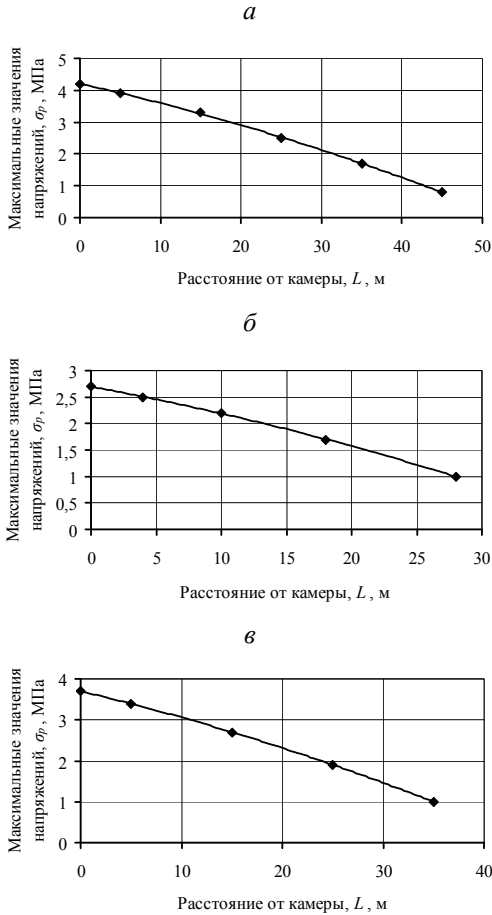 а
Максимальные значения
напряжений, σр , МПа
5
4
3
2
1
0
0 10 20 30 40 50
Расстояние от камеры, L , м
б
Максимальные значения
напряжений, σр , МПа
3
2,5
2
1,5
1
0,5
0
0 5 10 15 20 25 30
Расстояние от камеры, L , м
в
Максимальные значения
напряжений, σр , МПа
4
3
2
1
0
0 10 20 30 40
Расстояние от камеры, L , м